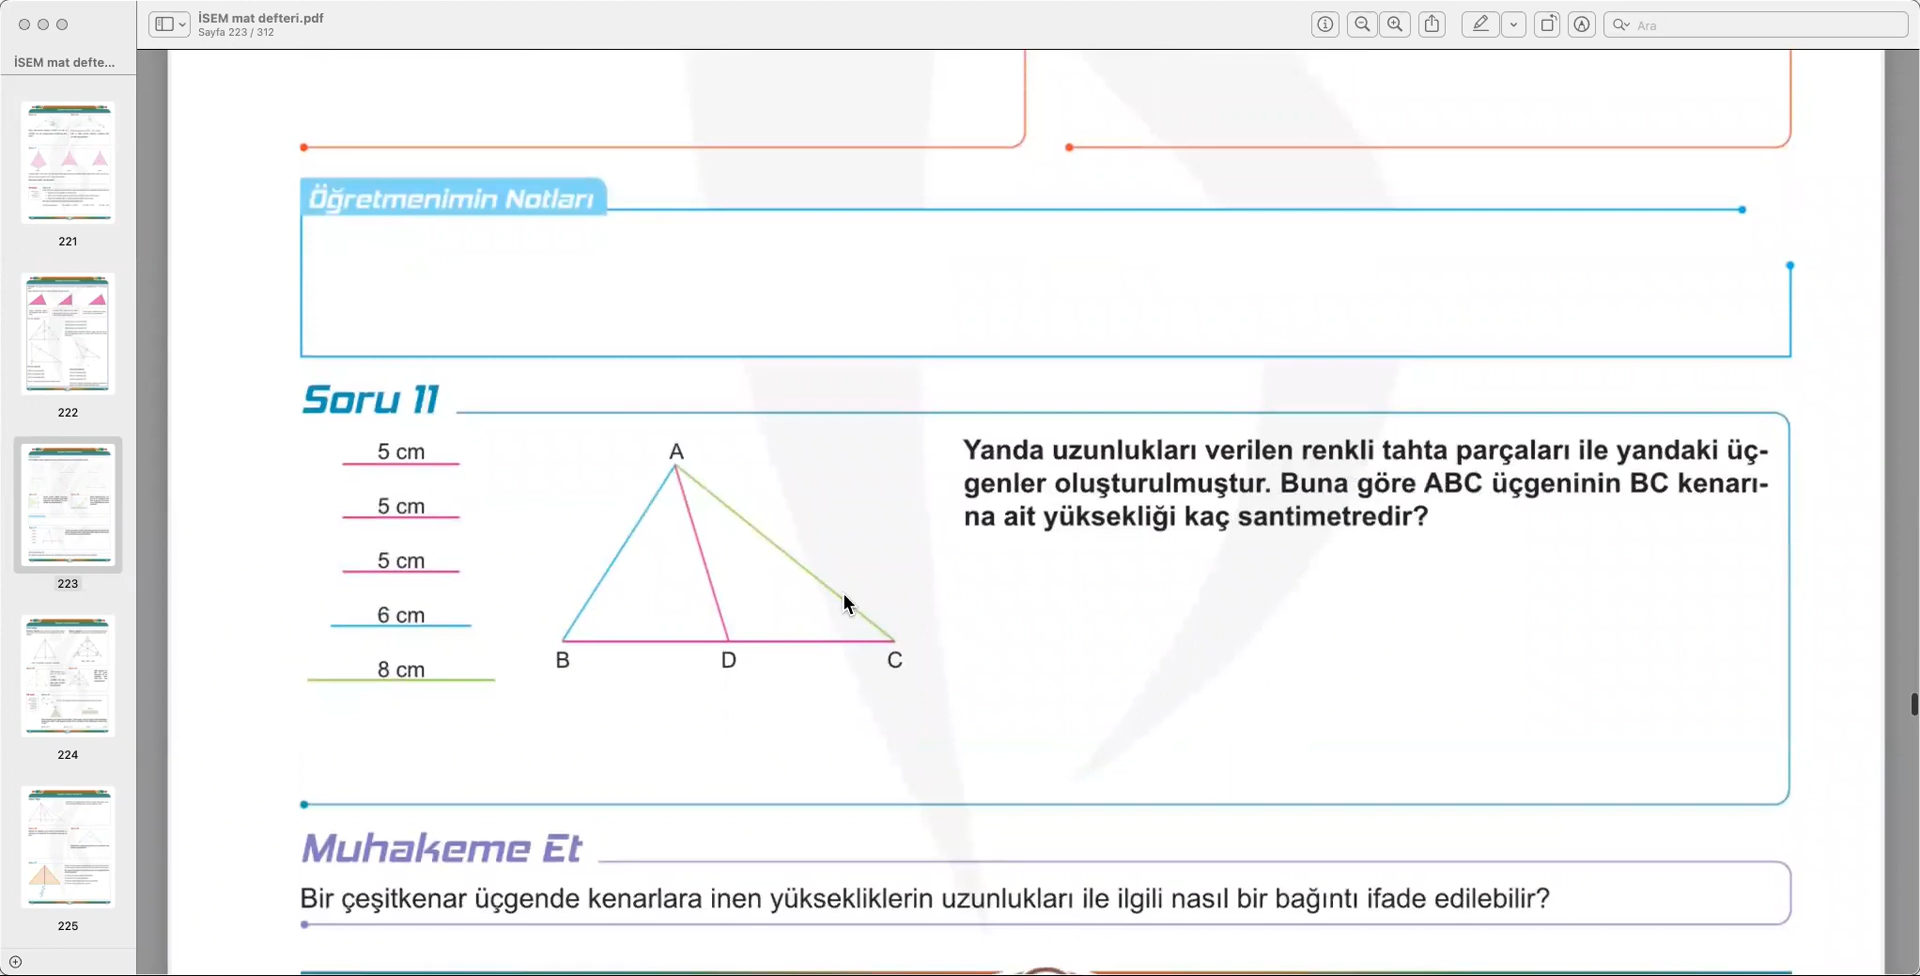 İSEM mat defteri.pdf
Sayfa 223 / 312
Ara
İSEM mat defte...
221
222
223
224
225
Öğretmenimin Notları
Soru 11
5 cm
5 cm
5 cm
6 cm
8 cm
A
B
D
C
Yanda uzunlukları verilen renkli tahta parçaları ile yandaki üç-
genler oluşturulmuştur. Buna göre ABC üçgeninin BC kenarı-
na ait yüksekliği kaç santimetredir?
Muhakeme Et
Bir çeşitkenar üçgende kenarlara inen yüksekliklerin uzunlukları ile ilgili nasıl bir bağıntı ifade edilebilir?